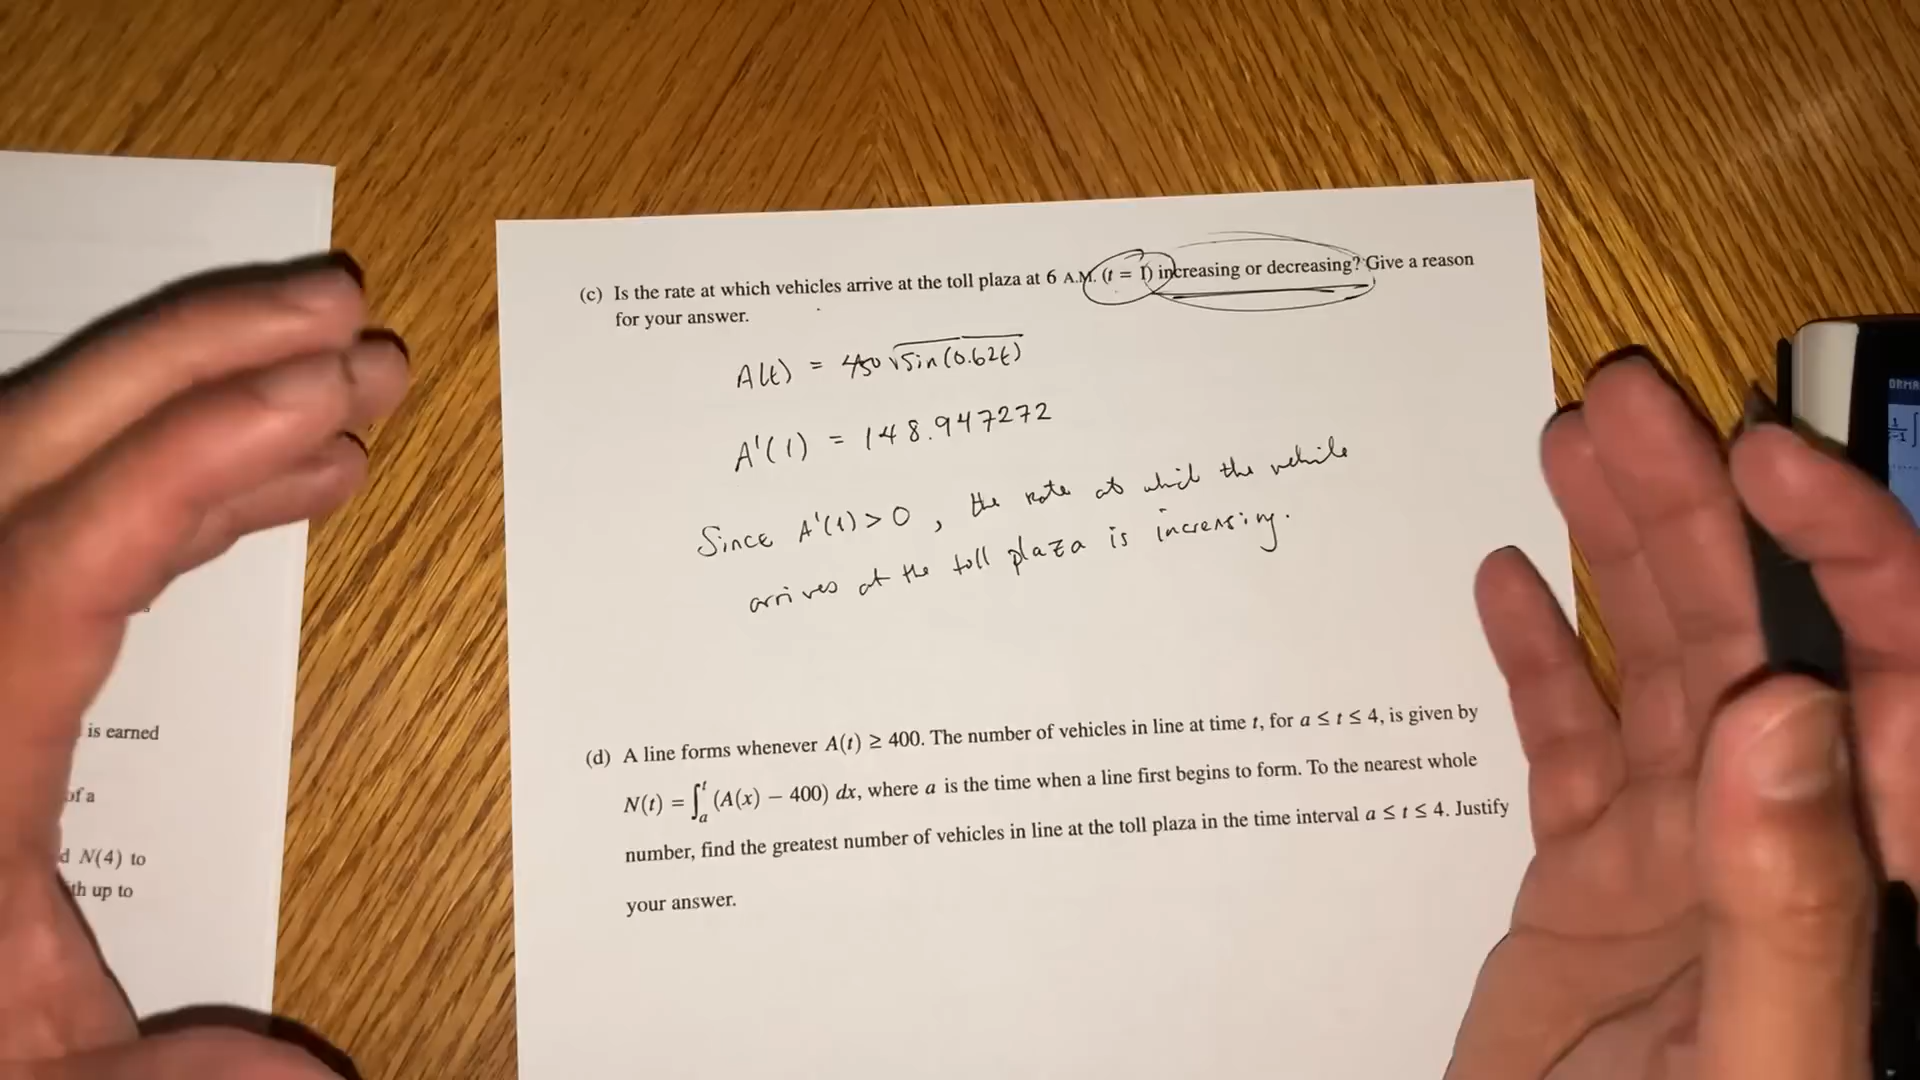 (c) Is the rate at which vehicles arrive at the toll plaza at 6 A.M. (t = 1) increasing or decreasing? Give a reason
for your answer.
A(t) = 450 √sin(0.62t)
A'(1) = 148.947272
Since A'(1) > 0, the rate at which the vehicle
arrives at the toll plaza is increasing.
(d) A line forms whenever A(t) ≥ 400. The number of vehicles in line at time t, for a ≤ t ≤ 4, is given by
N(t) = ∫ₐᵗ (A(x) − 400) dx, where a is the time when a line first begins to form. To the nearest whole
number, find the greatest number of vehicles in line at the toll plaza in the time interval a ≤ t ≤ 4. Justify
your answer.
is earned
of a
N(4) to
up to